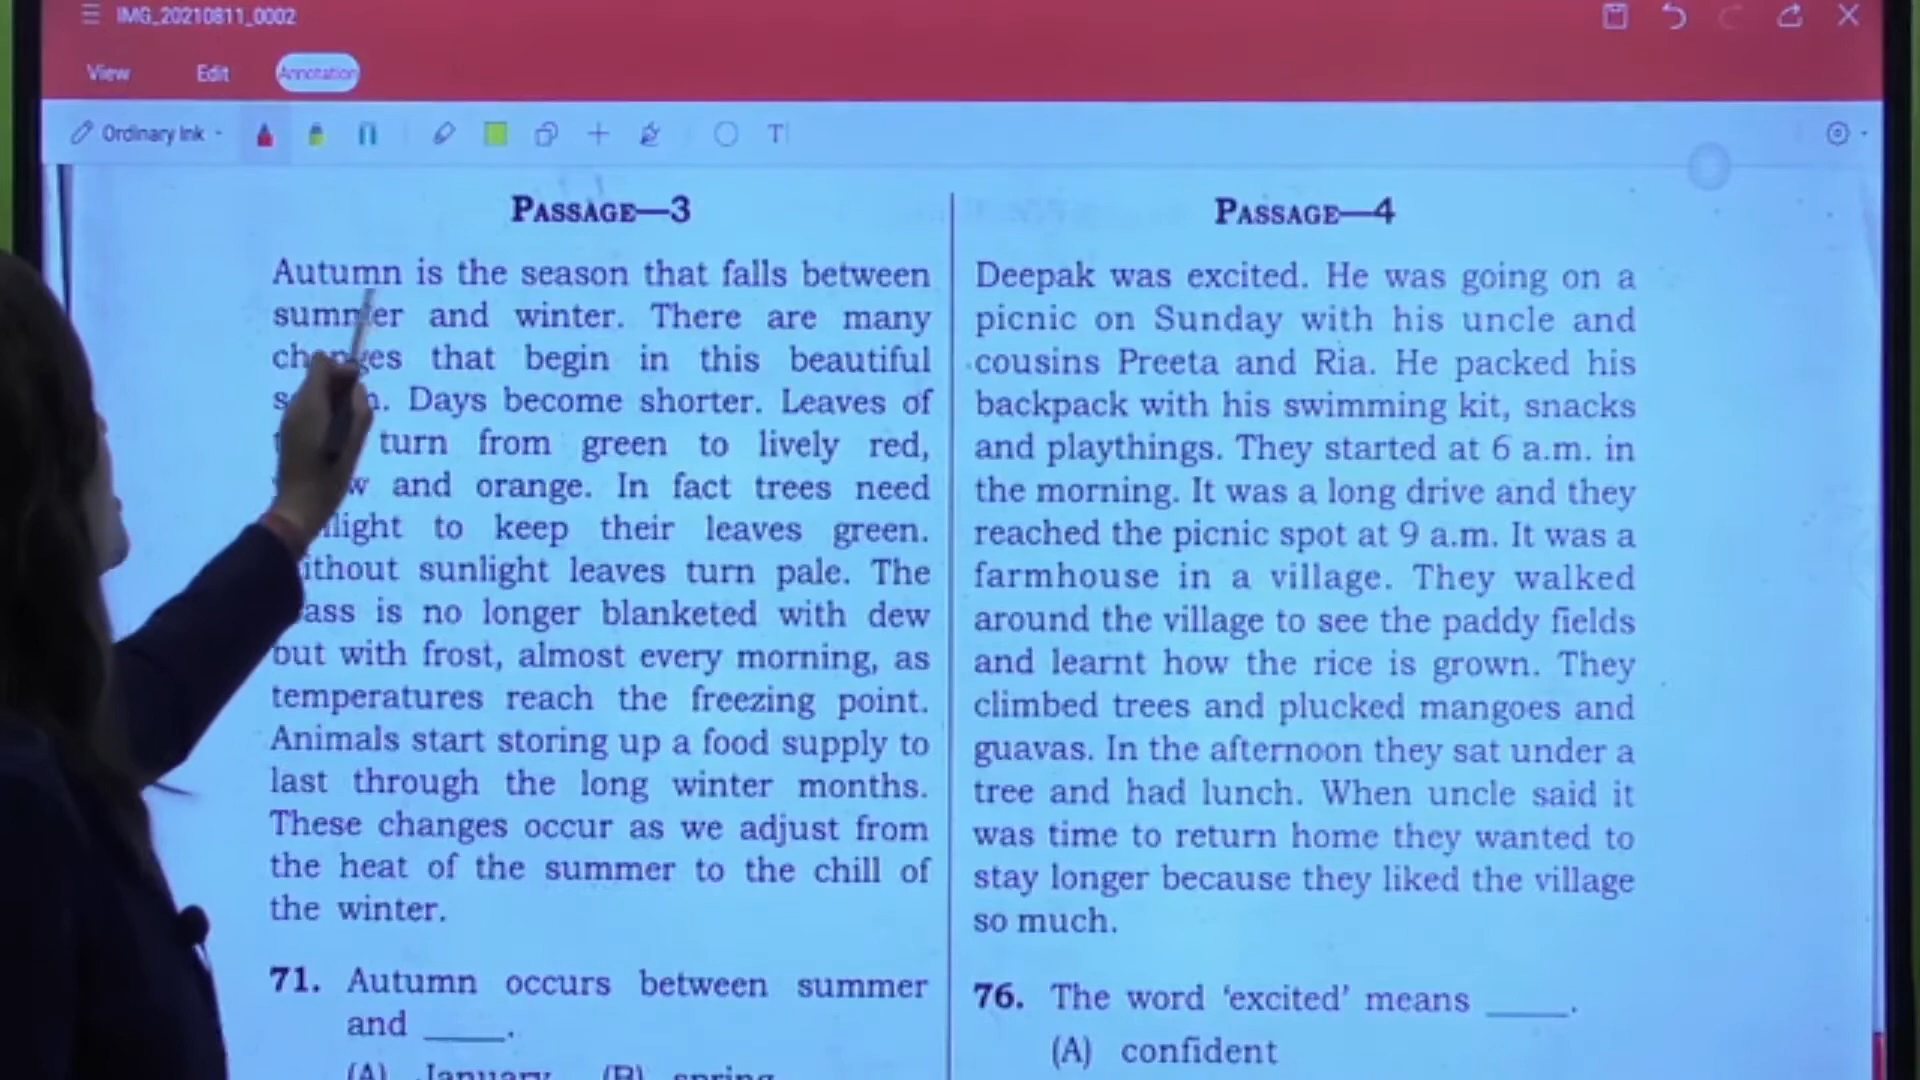 IMG_20210811_0002
View Edit Annotation
Ordinary Ink
PASSAGE—3
Autumn is the season that falls between
summer and winter. There are many
changes that begin in this beautiful
Days become shorter. Leaves of
turn from green to lively red,
and orange. In fact trees need
light to keep their leaves green.
ithout sunlight leaves turn pale. The
ass is no longer blanketed with dew
but with frost, almost every morning, as
temperatures reach the freezing point.
Animals start storing up a food supply to
last through the long winter months.
These changes occur as we adjust from
the heat of the summer to the chill of
the winter.
71. Autumn occurs between summer
and ____.
(A) January (B) spring
PASSAGE—4
Deepak was excited. He was going on a
picnic on Sunday with his uncle and
cousins Preeta and Ria. He packed his
backpack with his swimming kit, snacks
and playthings. They started at 6 a.m. in
the morning. It was a long drive and they
reached the picnic spot at 9 a.m. It was a
farmhouse in a village. They walked
around the village to see the paddy fields
and learnt how the rice is grown. They
climbed trees and plucked mangoes and
guavas. In the afternoon they sat under a
tree and had lunch. When uncle said it
was time to return home they wanted to
stay longer because they liked the village
so much.
76. The word ‘excited’ means ____.
(A) confident